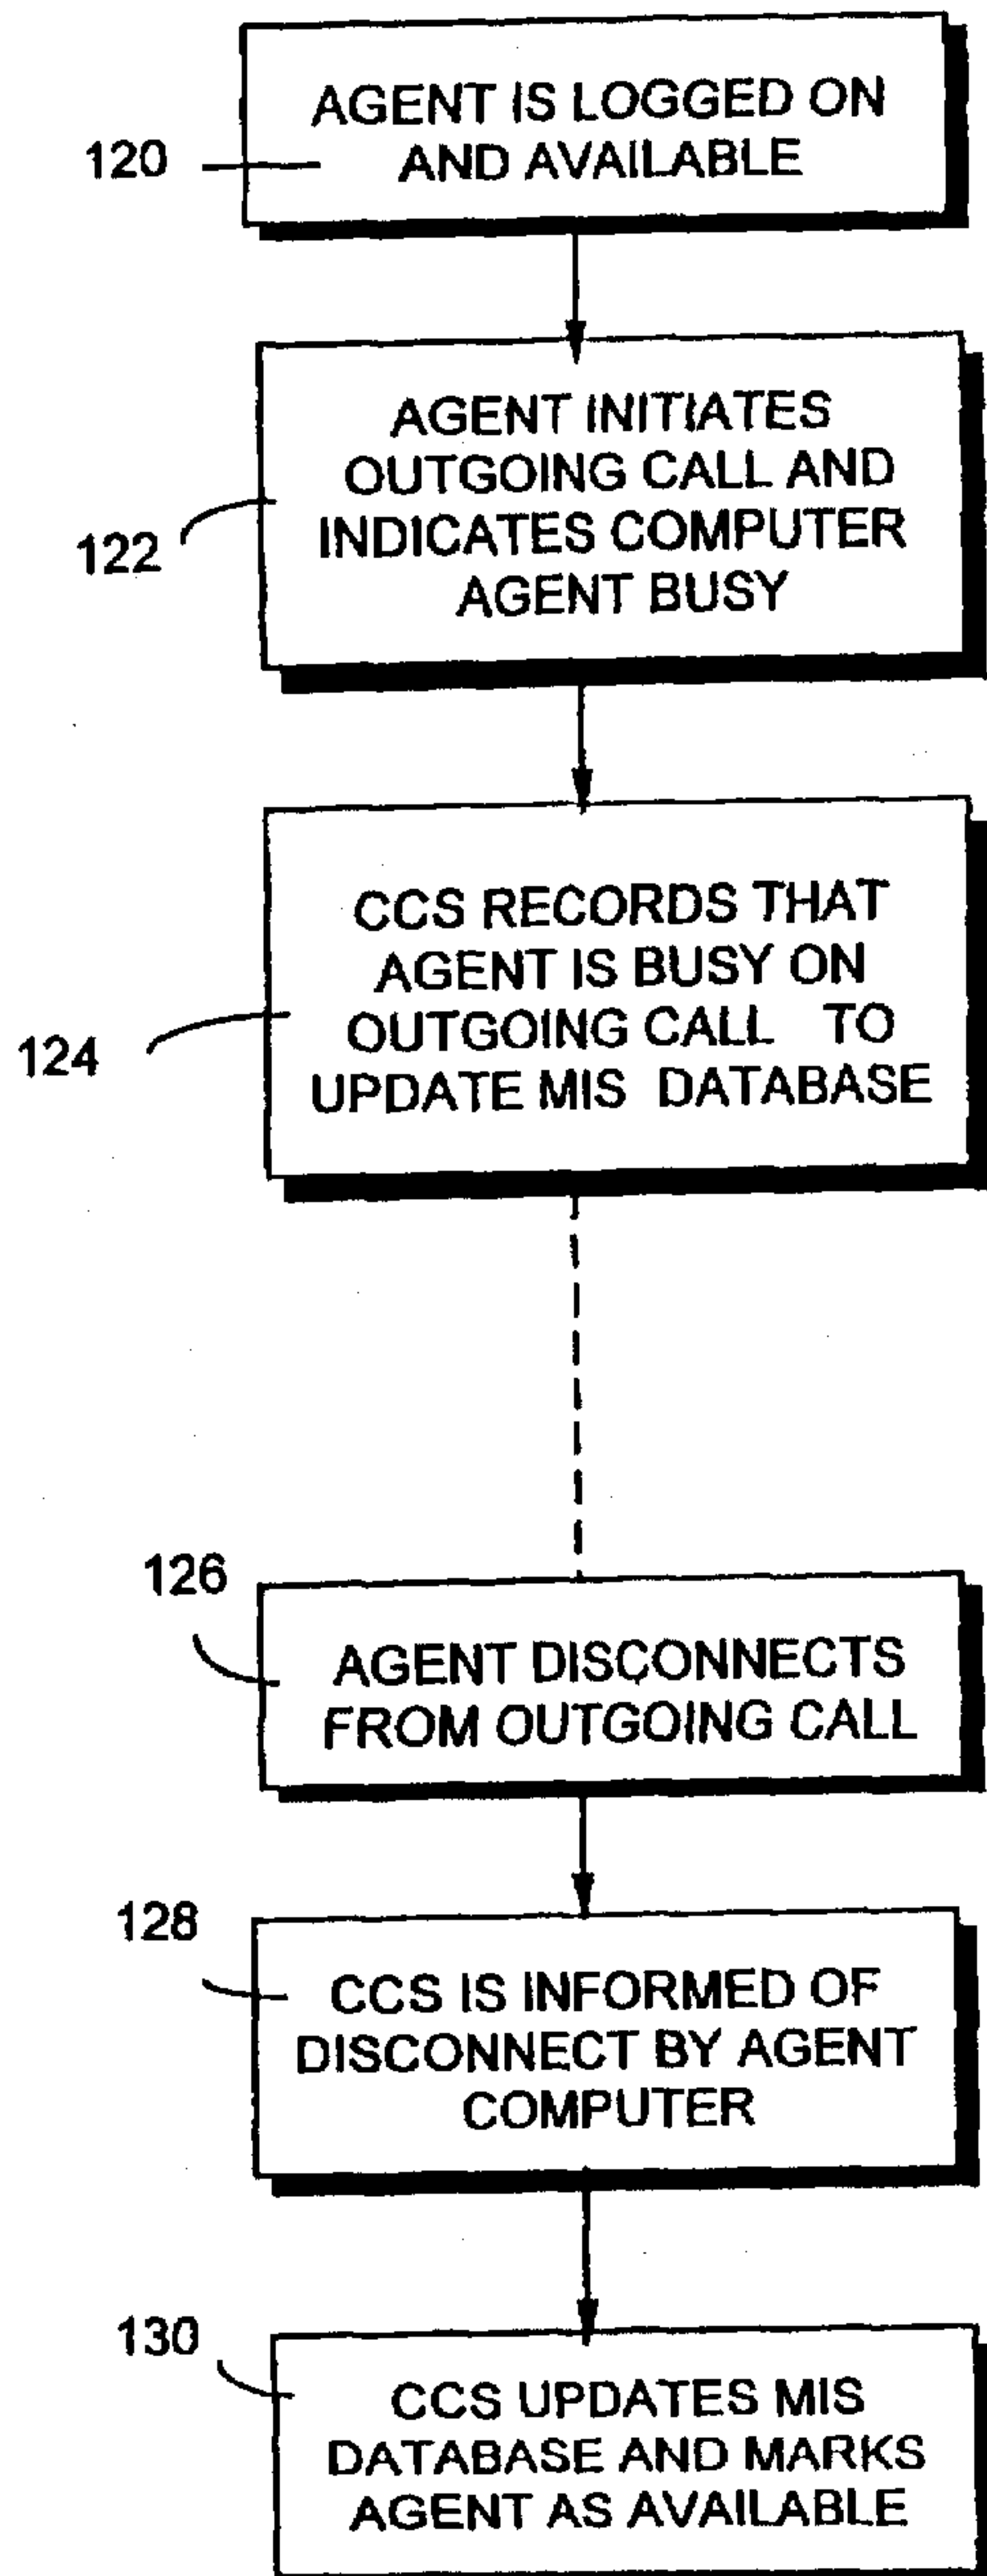 AGENT IS LOGGED ON
AND AVAILABLE
120
AGENT INITIATES
OUTGOING CALL AND
INDICATES COMPUTER
AGENT BUSY
122
CCS RECORDS THAT
AGENT IS BUSY ON
OUTGOING CALL TO
UPDATE MIS DATABASE
124
126
AGENT DISCONNECTS
FROM OUTGOING CALL
128
CCS IS INFORMED OF
DISCONNECT BY AGENT
COMPUTER
130
CCS UPDATES MIS
DATABASE AND MARKS
AGENT AS AVAILABLE